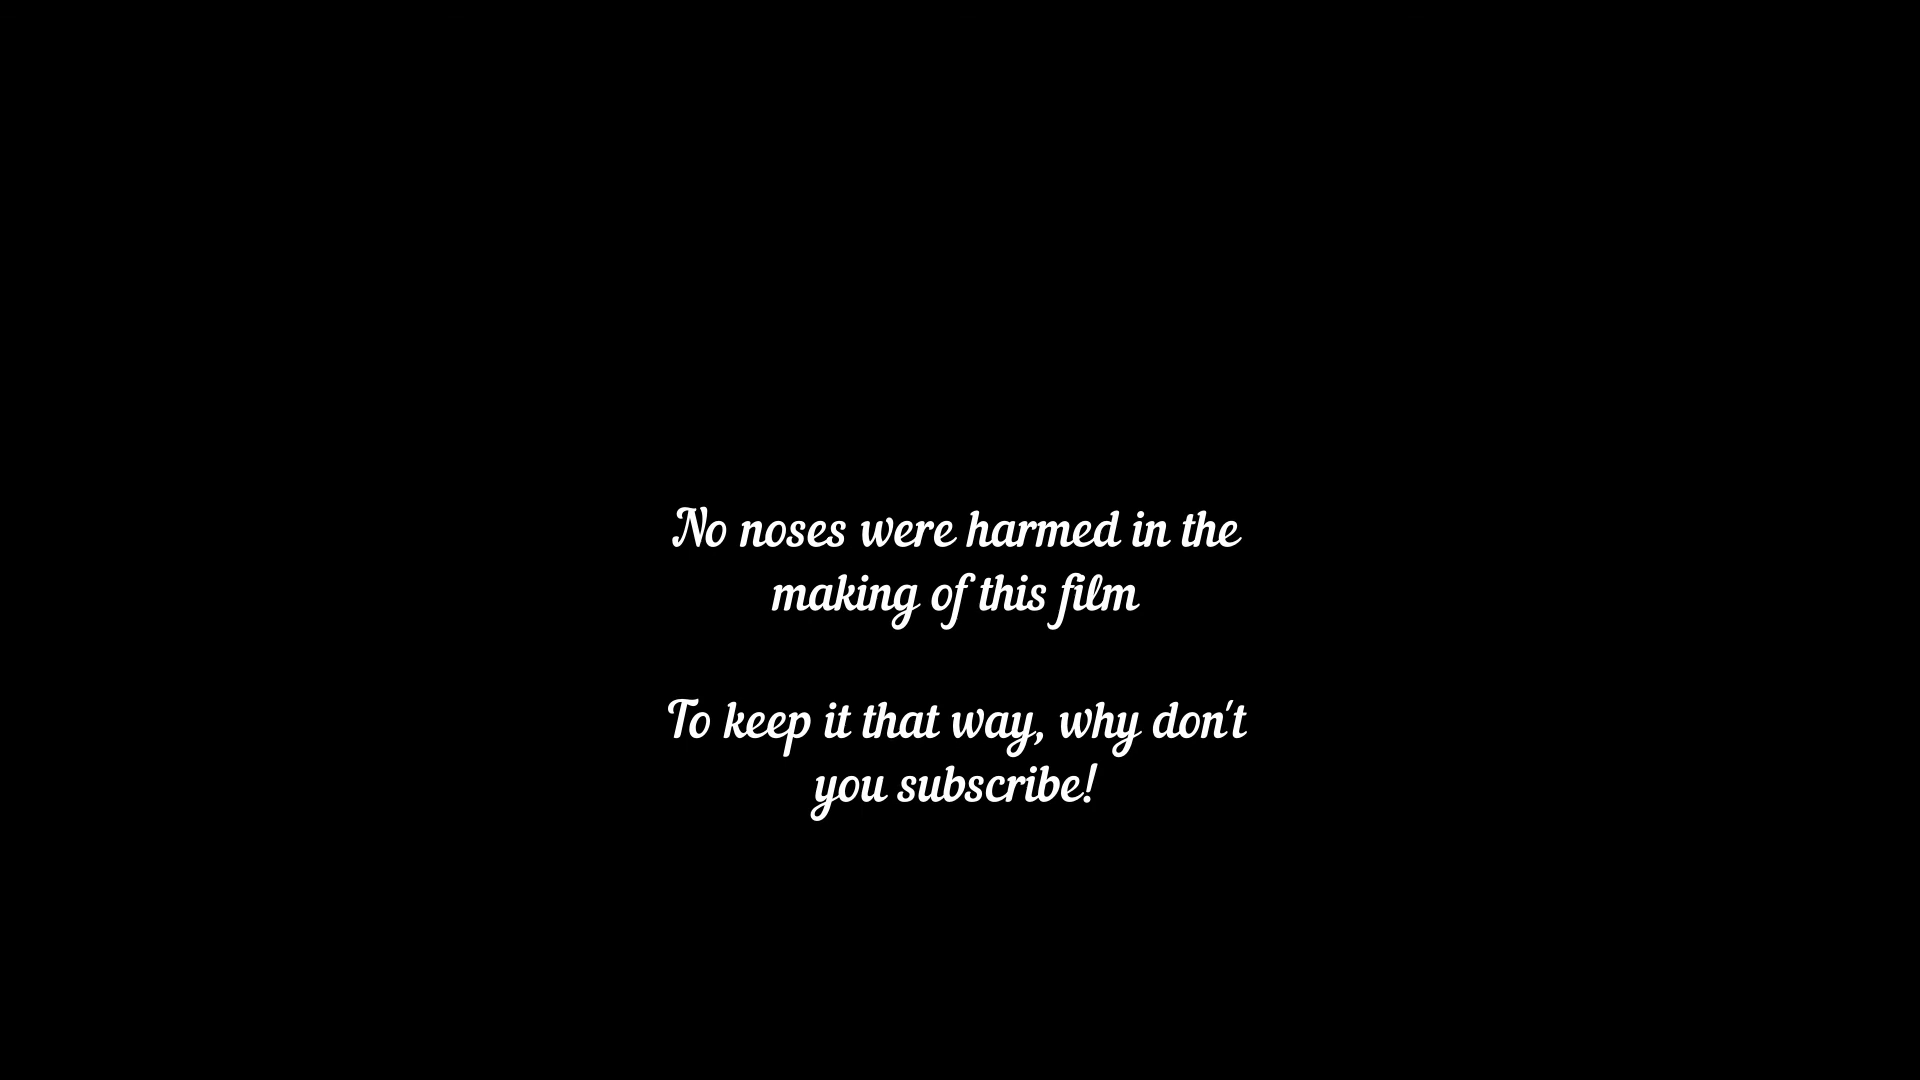 No noses were harmed in the
making of this film
To keep it that way, why don't
you subscribe!